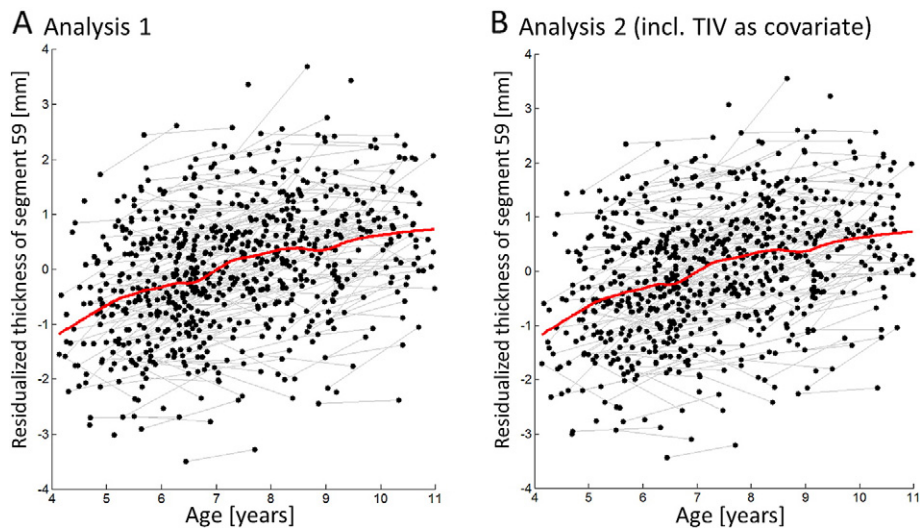 A Analysis 1
Residualized thickness of segment 59 [mm]
4
3
2
1
0
-1
-2
-3
-4
4 5 6 7 8 9 10 11
Age [years]
B Analysis 2 (incl. TIV as covariate)
Residualized thickness of segment 59 [mm]
4
3
2
1
0
-1
-2
-3
-4
4 5 6 7 8 9 10 11
Age [years]